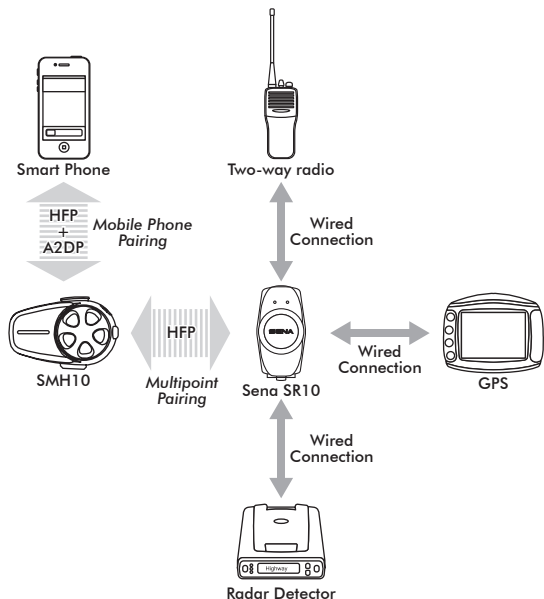 Smart Phone
Two-way radio
HFP
+
A2DP
Mobile Phone
Pairing
Wired
Connection
HFP
SENA
Wired
Connection
SMH10
Multipoint
Pairing
Sena SR10
GPS
Wired
Connection
Highway
Radar Detector